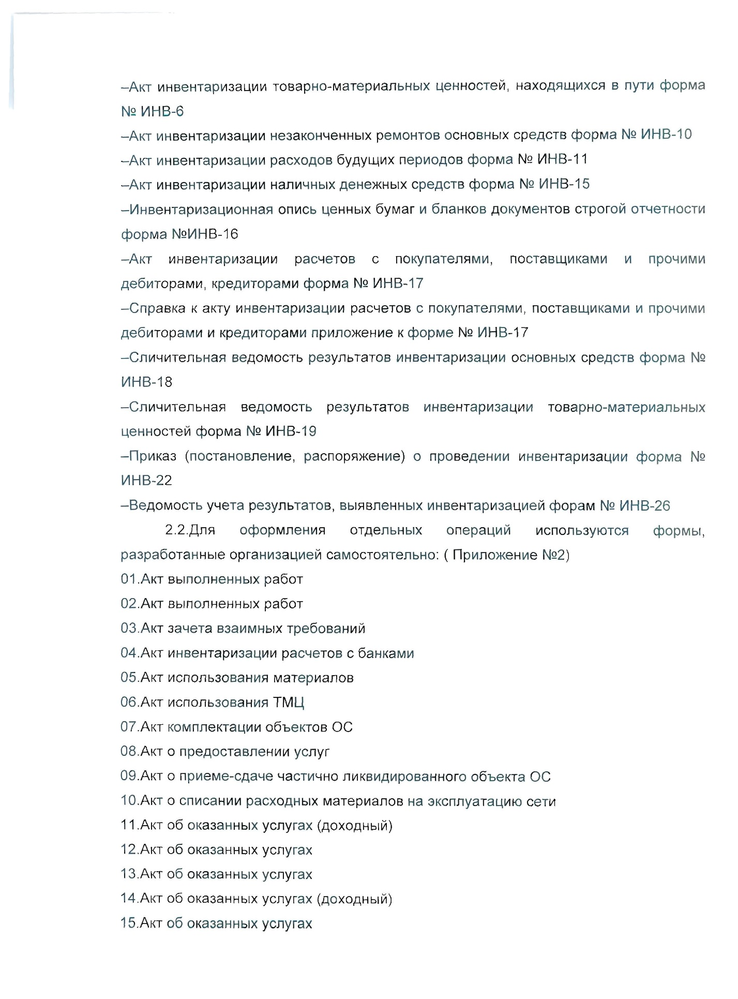 –Акт инвентаризации товарно-материальных ценностей, находящихся в пути форма
№ ИНВ-6
–Акт инвентаризации незаконченных ремонтов основных средств форма № ИНВ-10
–Акт инвентаризации расходов будущих периодов форма № ИНВ-11
–Акт инвентаризации наличных денежных средств форма № ИНВ-15
–Инвентаризационная опись ценных бумаг и бланков документов строгой отчетности
форма №ИНВ-16
–Акт инвентаризации расчетов с покупателями, поставщиками и прочими
дебиторами, кредиторами форма № ИНВ-17
–Справка к акту инвентаризации расчетов с покупателями, поставщиками и прочими
дебиторами и кредиторами приложение к форме № ИНВ-17
–Сличительная ведомость результатов инвентаризации основных средств форма №
ИНВ-18
–Сличительная ведомость результатов инвентаризации товарно-материальных
ценностей форма № ИНВ-19
–Приказ (постановление, распоряжение) о проведении инвентаризации форма №
ИНВ-22
–Ведомость учета результатов, выявленных инвентаризацией форам № ИНВ-26
2.2.Для оформления отдельных операций используются формы,
разработанные организацией самостоятельно: ( Приложение №2)
01.Акт выполненных работ
02.Акт выполненных работ
03.Акт зачета взаимных требований
04.Акт инвентаризации расчетов с банками
05.Акт использования материалов
06.Акт использования ТМЦ
07.Акт комплектации объектов ОС
08.Акт о предоставлении услуг
09.Акт о приеме-сдаче частично ликвидированного объекта ОС
10.Акт о списании расходных материалов на эксплуатацию сети
11.Акт об оказанных услугах (доходный)
12.Акт об оказанных услугах
13.Акт об оказанных услугах
14.Акт об оказанных услугах (доходный)
15.Акт об оказанных услугах